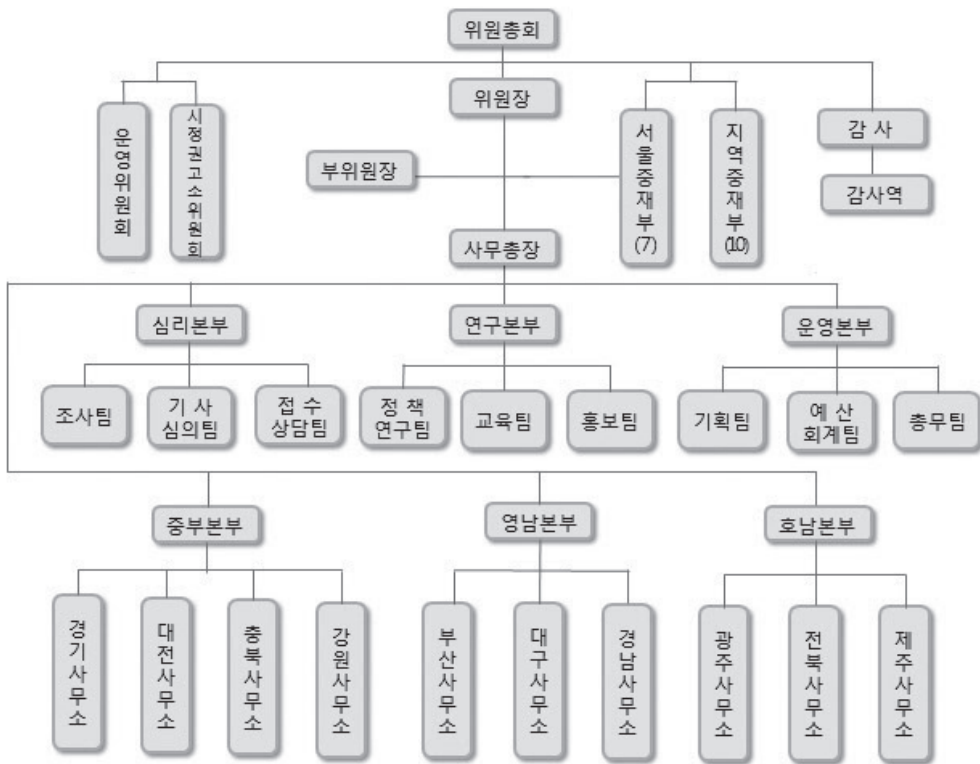 위원총회
위원장
운영위원회
시정권고소위원회
서울중재부(7)
지역중재부(10)
감 사
부위원장
감사역
사무총장
심리본부
연구본부
운영본부
조사팀
기 사
심의팀
접 수
상담팀
정 책
연구팀
교육팀
홍보팀
기획팀
예 산
회계팀
총무팀
중부본부
영남본부
호남본부
경기사무소
대전사무소
충북사무소
강원사무소
부산사무소
대구사무소
경남사무소
광주사무소
전북사무소
제주사무소